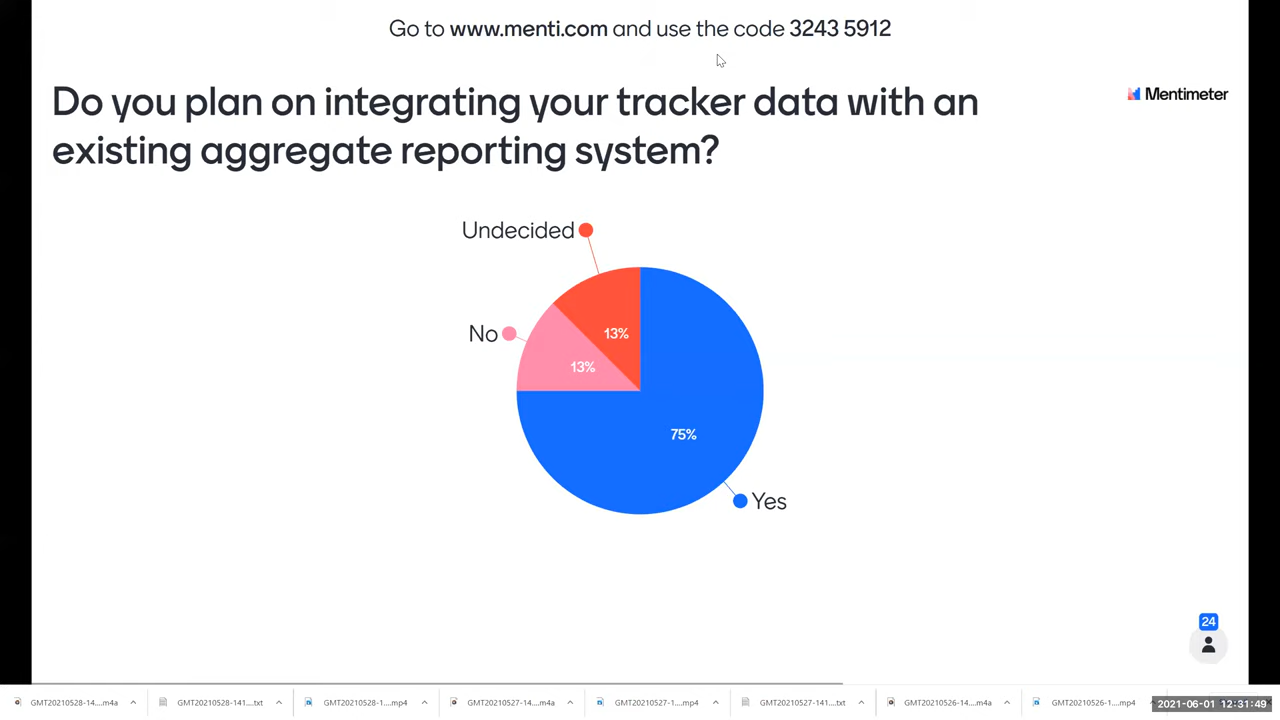 Go to www.menti.com and use the code 3243 5912
Mentimeter
Do you plan on integrating your tracker data with an
existing aggregate reporting system?
Undecided
No
13%
13%
75%
Yes
24
GMT20210528-14....m4a
GMT20210528-141....txt
GMT20210528-1....mp4
GMT20210527-14....m4a
GMT20210527-1....mp4
GMT20210527-141....txt
GMT20210526-14....m4a
GMT20210526-1....mp4
2021-06-01 12:31:49